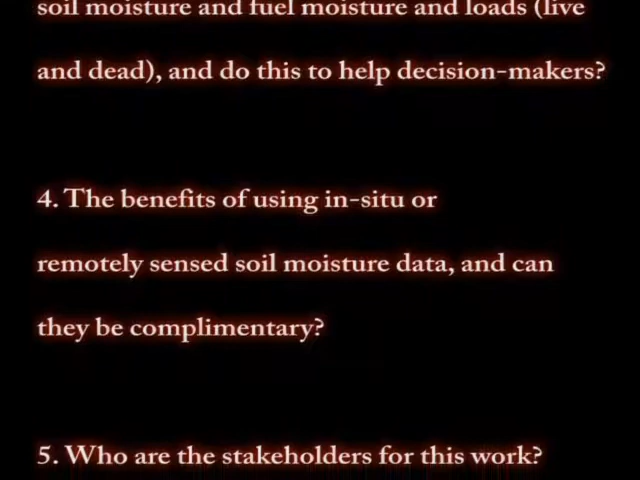 soil moisture and fuel moisture and loads (live
and dead), and do this to help decision-makers?
4. The benefits of using in-situ or
remotely sensed soil moisture data, and can
they be complimentary?
5. Who are the stakeholders for this work?